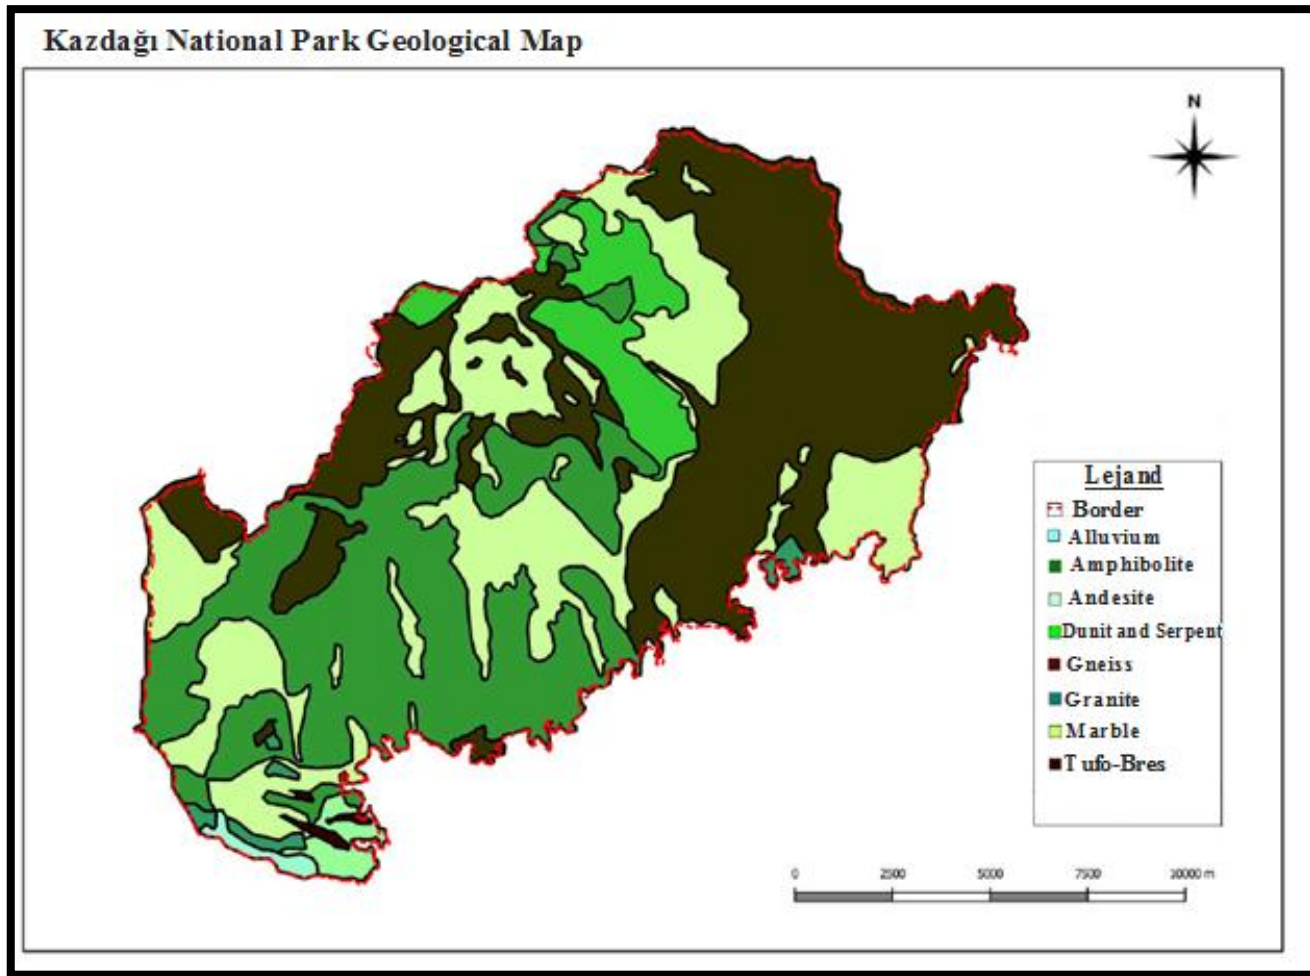 Kazdağı National Park Geological Map
N
Lejand
Border
Alluvium
Amphibolite
Andesite
Dunit and Serpent
Gneiss
Granite
Marble
Tufo-Bres
0 2500 5000 7500 10000 m